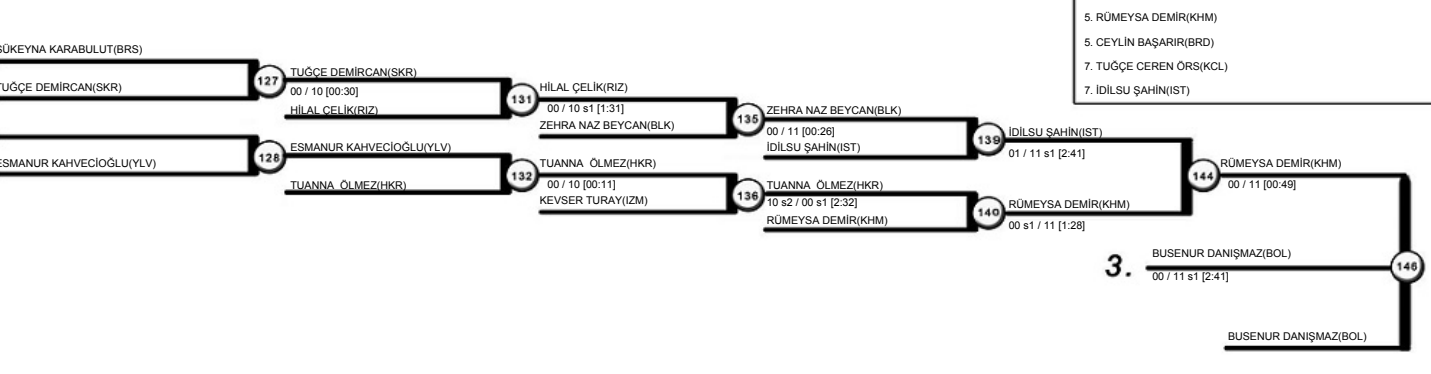 5. RÜMEYSA DEMİR(KHM)
5. CEYLİN BAŞARIR(BRD)
7. TUĞÇE CEREN ÖRS(KCL)
7. İDİLSU ŞAHİN(IST)
SÜKEYNA KARABULUT(BRS)
TUĞÇE DEMİRCAN(SKR)
127
ESMANUR KAHVECİOĞLU(YLV)
128
TUĞÇE DEMİRCAN(SKR)
00 / 10 [00:30]
HİLAL ÇELİK(RIZ)
131
ESMANUR KAHVECİOĞLU(YLV)
TUANNA ÖLMEZ(HKR)
132
HİLAL ÇELİK(RIZ)
00 / 10 s1 [1:31]
ZEHRA NAZ BEYCAN(BLK)
135
TUANNA ÖLMEZ(HKR)
00 / 10 [00:11]
KEVSER TURAY(IZM)
136
ZEHRA NAZ BEYCAN(BLK)
00 / 11 [00:26]
İDİLSU ŞAHİN(IST)
139
TUANNA ÖLMEZ(HKR)
10 s2 / 00 s1 [2:32]
RÜMEYSA DEMİR(KHM)
140
İDİLSU ŞAHİN(IST)
01 / 11 s1 [2:41]
RÜMEYSA DEMİR(KHM)
00 s1 / 11 [1:28]
144
RÜMEYSA DEMİR(KHM)
00 / 11 [00:49]
3.
BUSENUR DANIŞMAZ(BOL)
00 / 11 s1 [2:41]
146
BUSENUR DANIŞMAZ(BOL)